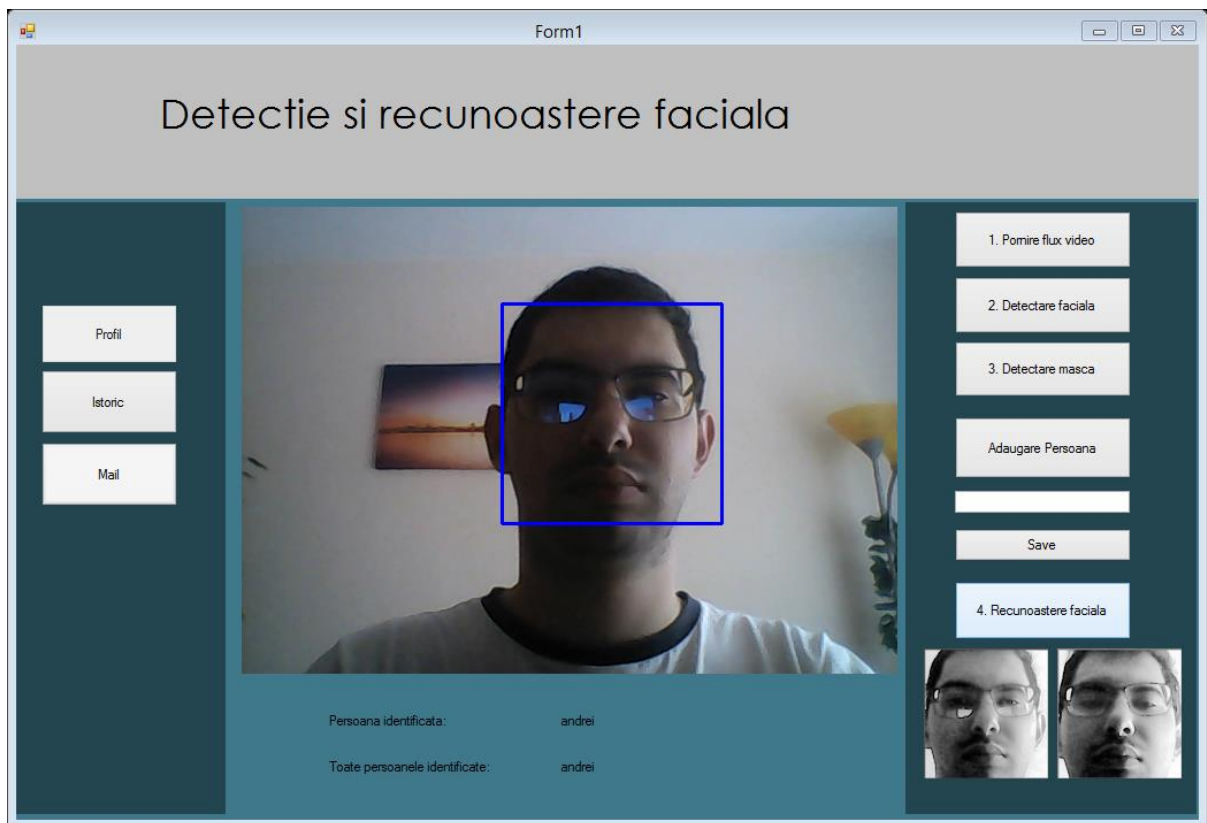 Form1
Detectie si recunoastere faciala
Profil
Istoric
Mail
1. Pornire flux video
2. Detectare faciala
3. Detectare masca
Adaugare Persoana
Save
4. Recunoastere faciala
Persoana identificata: andrei
Toate persoanele identificate: andrei